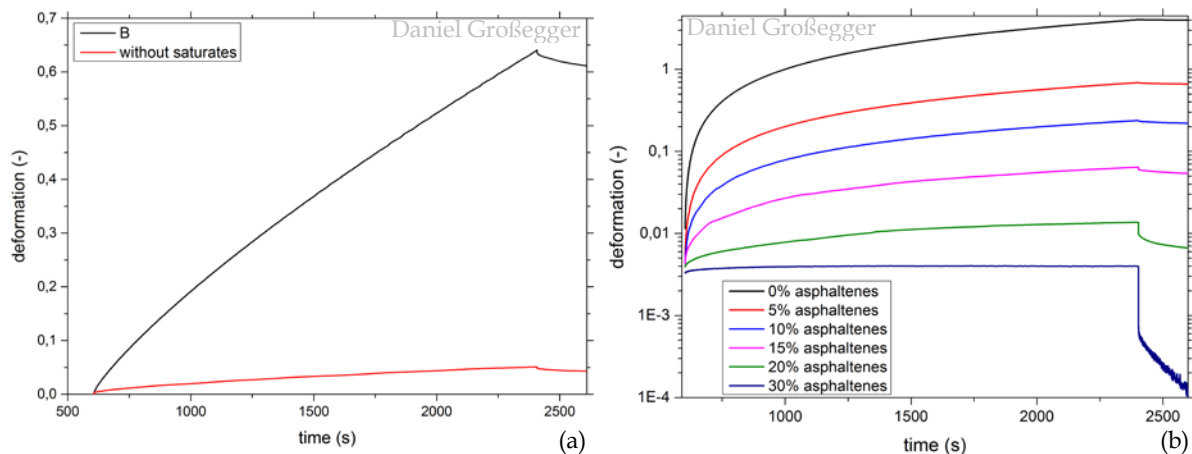 B
without saturates
Daniel Großegger
0,7
0,6
0,5
0,4
0,3
0,2
0,1
0,0
deformation (-)
500
1000
1500
2000
2500
time (s)
(a)
Daniel Großegger
1
0,1
0,01
1E-3
1E-4
deformation (-)
0% asphaltenes
5% asphaltenes
10% asphaltenes
15% asphaltenes
20% asphaltenes
30% asphaltenes
1000
1500
2000
2500
time (s)
(b)